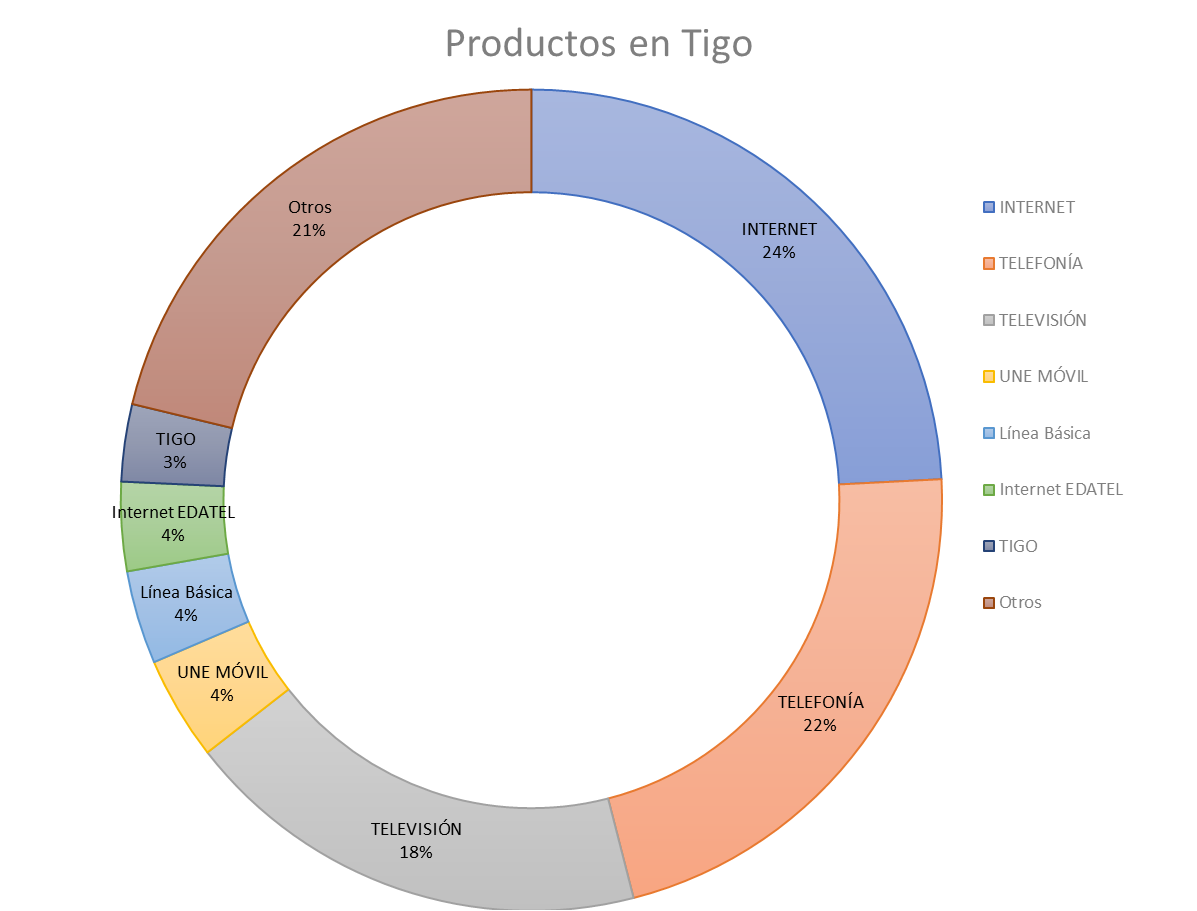 Productos en Tigo
Otros
21%
INTERNET
24%
TIGO
3%
Internet EDATEL
4%
Línea Básica
4%
UNE MÓVIL
4%
TELEFONÍA
22%
TELEVISIÓN
18%
INTERNET
TELEFONÍA
TELEVISIÓN
UNE MÓVIL
Línea Básica
Internet EDATEL
TIGO
Otros